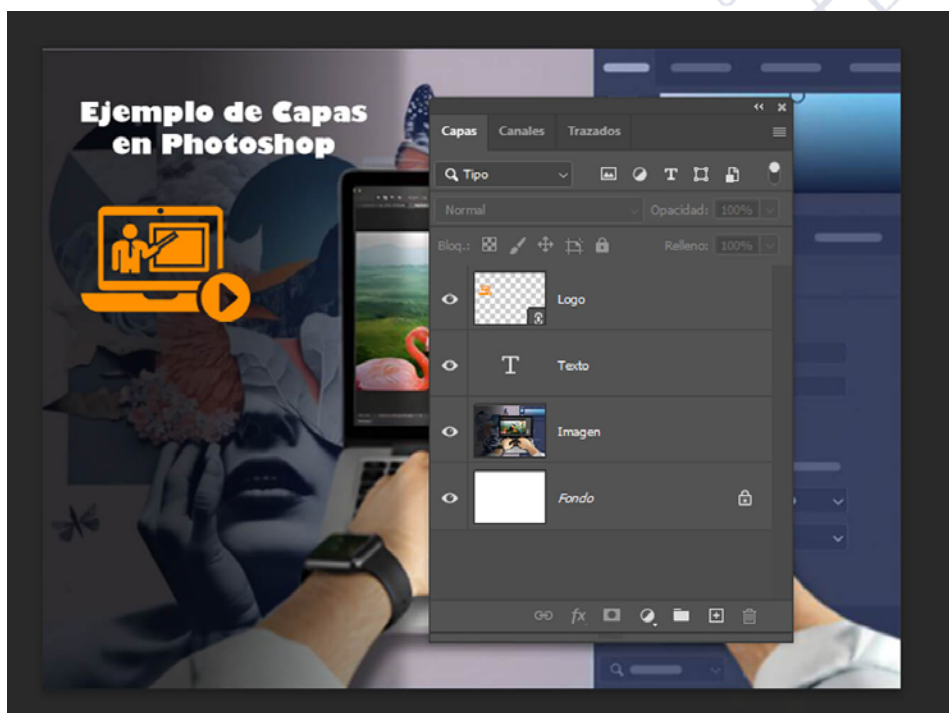 Ejemplo de Capas
en Photoshop
Capas Canales Trazados
Tipo
Normal Opacidad: 100%
Bloq.: Relleno: 100%
Logo
T Texto
Imagen
Fondo
fx